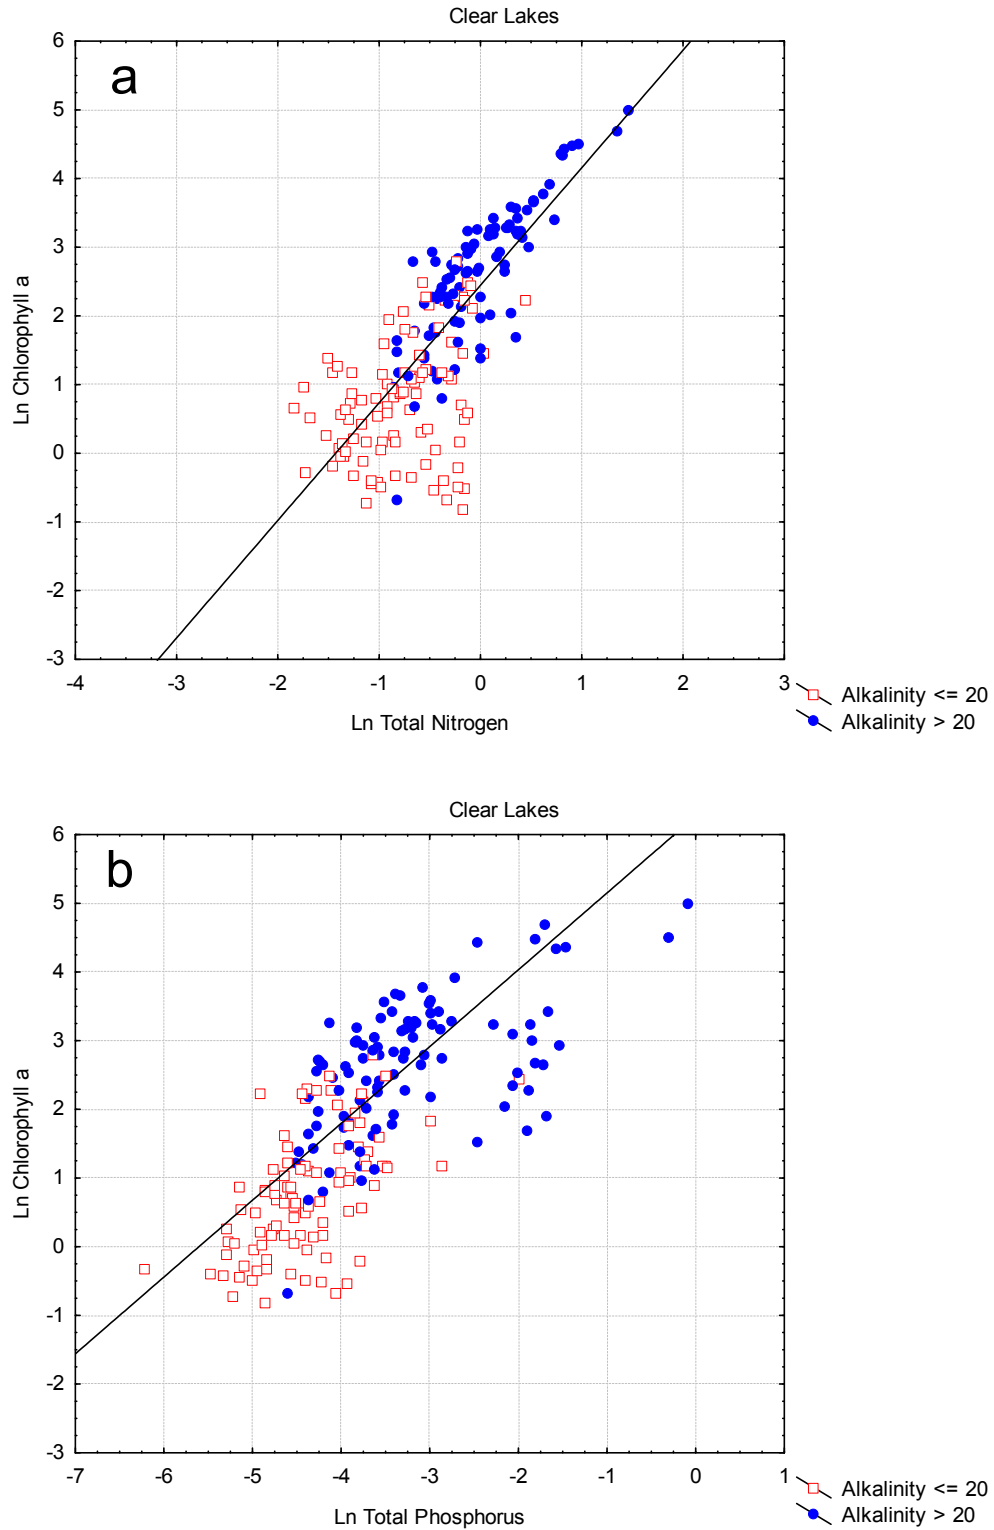 Clear Lakes
a
6
5
4
3
2
1
0
-1
-2
-3
Ln Chlorophyll a
-4 -3 -2 -1 0 1 2 3
Ln Total Nitrogen
Alkalinity <= 20
Alkalinity > 20
Clear Lakes
b
6
5
4
3
2
1
0
-1
-2
-3
Ln Chlorophyll a
-7 -6 -5 -4 -3 -2 -1 0 1
Ln Total Phosphorus
Alkalinity <= 20
Alkalinity > 20